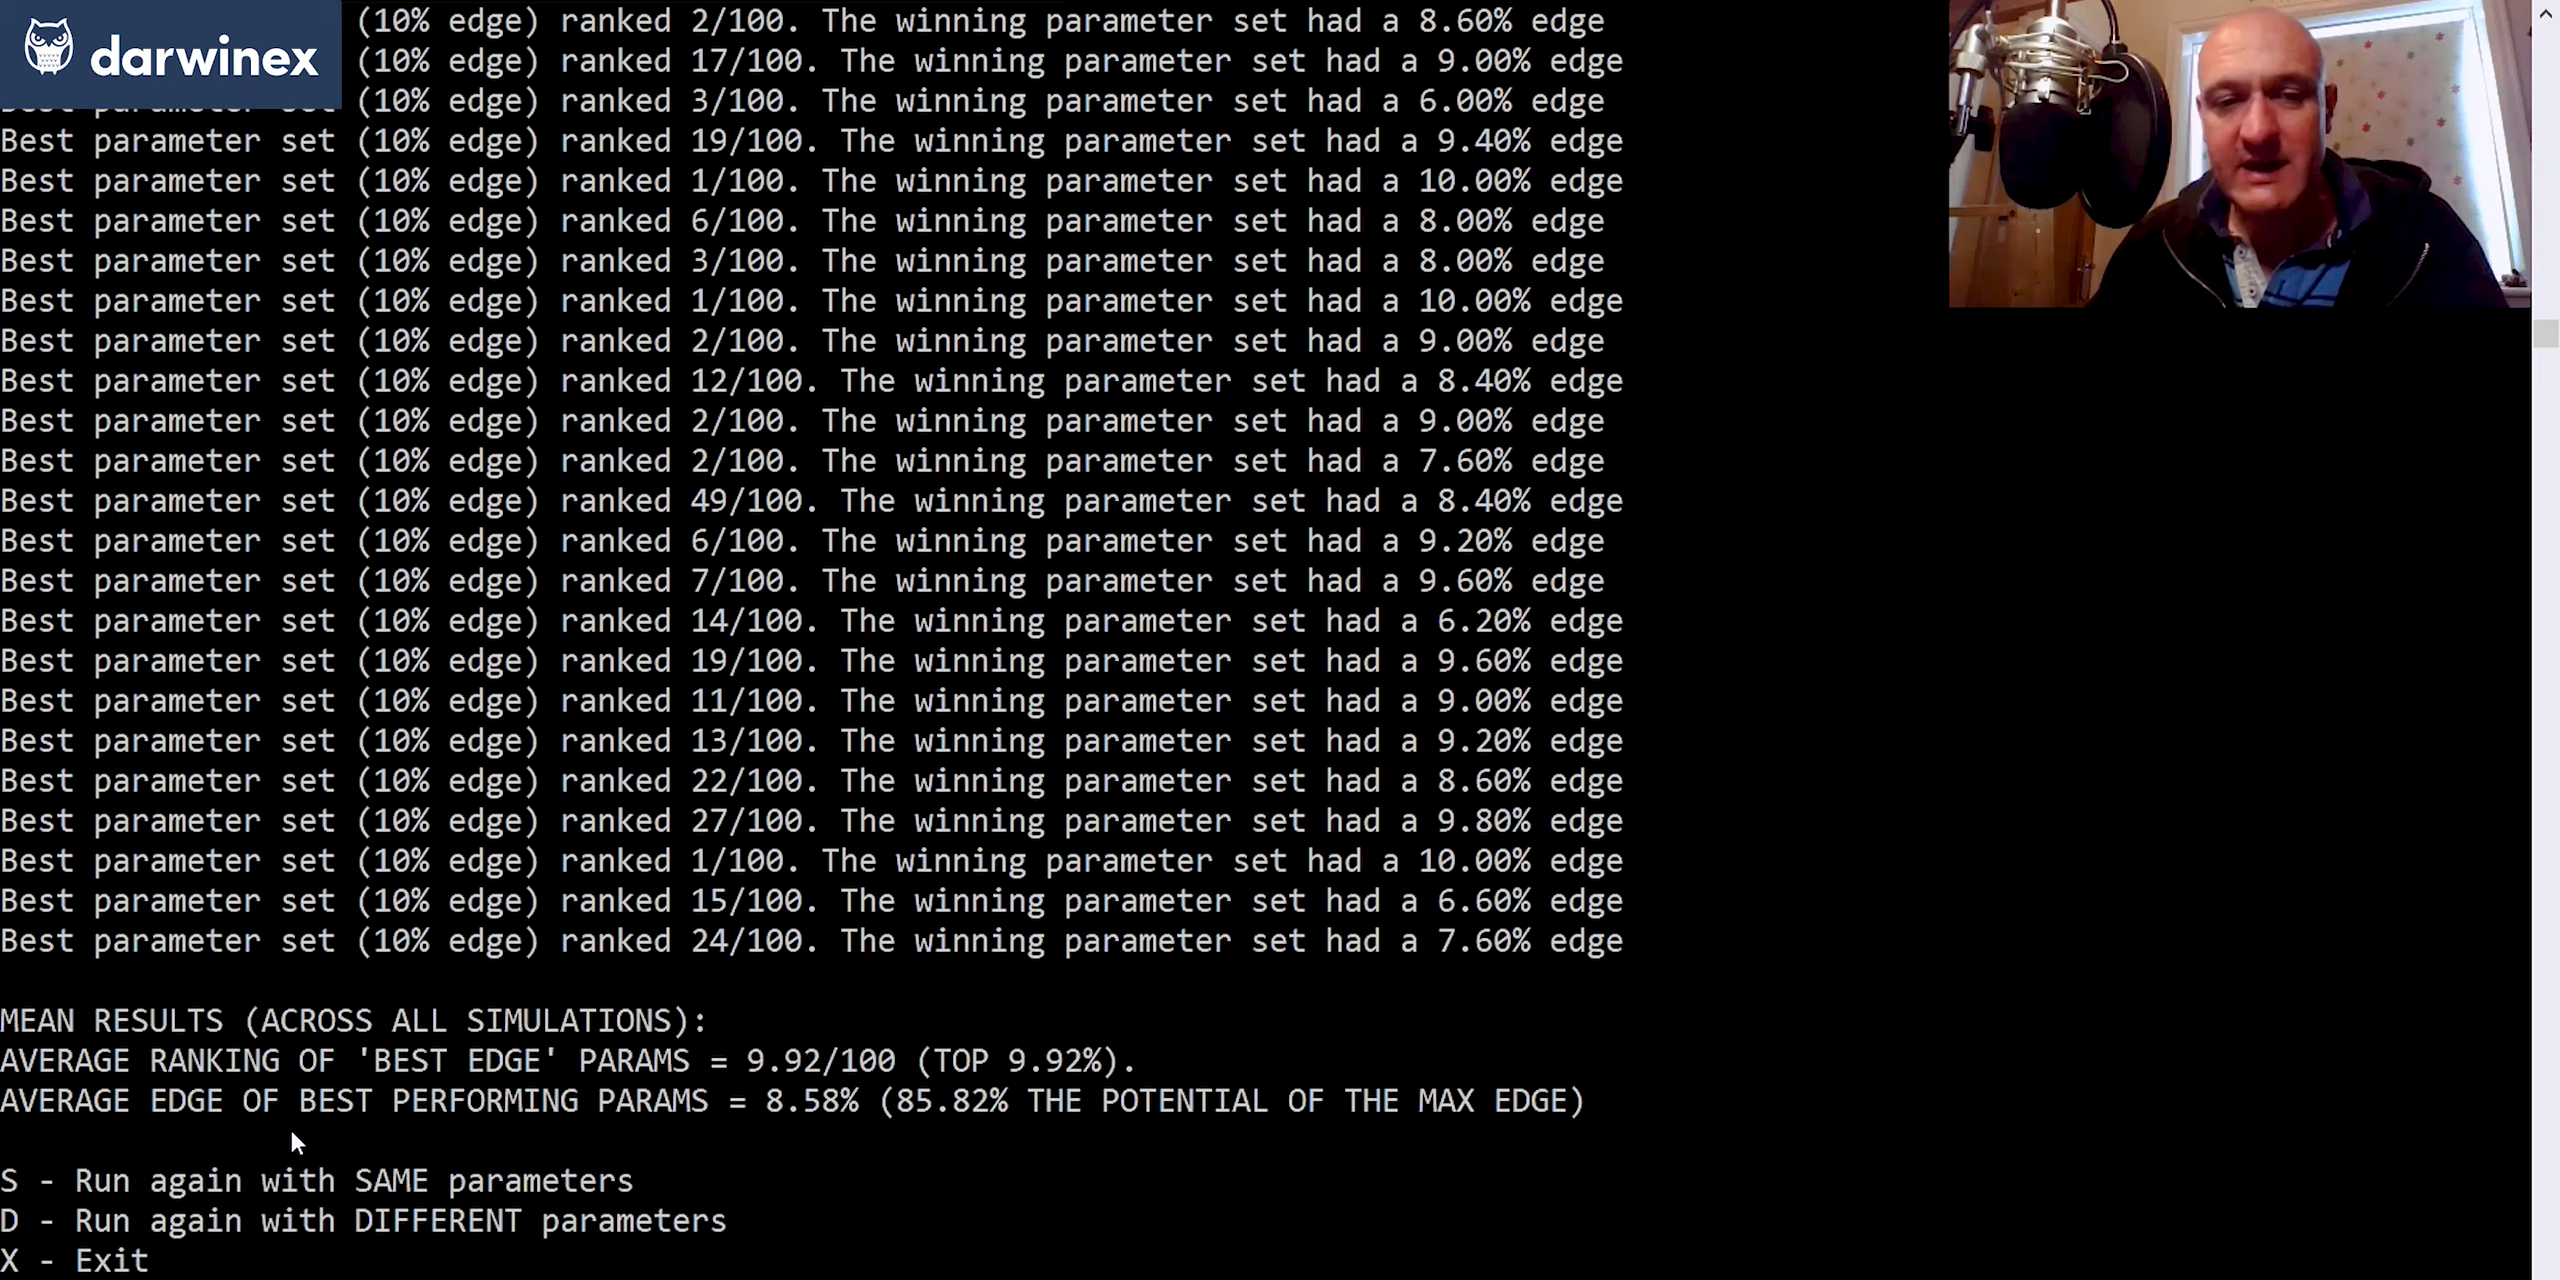 darwinex
(10% edge) ranked 2/100. The winning parameter set had a 8.60% edge
(10% edge) ranked 17/100. The winning parameter set had a 9.00% edge
Best parameter set (10% edge) ranked 3/100. The winning parameter set had a 6.00% edge
Best parameter set (10% edge) ranked 19/100. The winning parameter set had a 9.40% edge
Best parameter set (10% edge) ranked 1/100. The winning parameter set had a 10.00% edge
Best parameter set (10% edge) ranked 6/100. The winning parameter set had a 8.00% edge
Best parameter set (10% edge) ranked 3/100. The winning parameter set had a 8.00% edge
Best parameter set (10% edge) ranked 1/100. The winning parameter set had a 10.00% edge
Best parameter set (10% edge) ranked 2/100. The winning parameter set had a 9.00% edge
Best parameter set (10% edge) ranked 12/100. The winning parameter set had a 8.40% edge
Best parameter set (10% edge) ranked 2/100. The winning parameter set had a 9.00% edge
Best parameter set (10% edge) ranked 2/100. The winning parameter set had a 7.60% edge
Best parameter set (10% edge) ranked 49/100. The winning parameter set had a 8.40% edge
Best parameter set (10% edge) ranked 6/100. The winning parameter set had a 9.20% edge
Best parameter set (10% edge) ranked 7/100. The winning parameter set had a 9.60% edge
Best parameter set (10% edge) ranked 14/100. The winning parameter set had a 6.20% edge
Best parameter set (10% edge) ranked 19/100. The winning parameter set had a 9.60% edge
Best parameter set (10% edge) ranked 11/100. The winning parameter set had a 9.00% edge
Best parameter set (10% edge) ranked 13/100. The winning parameter set had a 9.20% edge
Best parameter set (10% edge) ranked 22/100. The winning parameter set had a 8.60% edge
Best parameter set (10% edge) ranked 27/100. The winning parameter set had a 9.80% edge
Best parameter set (10% edge) ranked 1/100. The winning parameter set had a 10.00% edge
Best parameter set (10% edge) ranked 15/100. The winning parameter set had a 6.60% edge
Best parameter set (10% edge) ranked 24/100. The winning parameter set had a 7.60% edge
MEAN RESULTS (ACROSS ALL SIMULATIONS):
AVERAGE RANKING OF 'BEST EDGE' PARAMS = 9.92/100 (TOP 9.92%).
AVERAGE EDGE OF BEST PERFORMING PARAMS = 8.58% (85.82% THE POTENTIAL OF THE MAX EDGE)
S - Run again with SAME parameters
D - Run again with DIFFERENT parameters
X - Exit